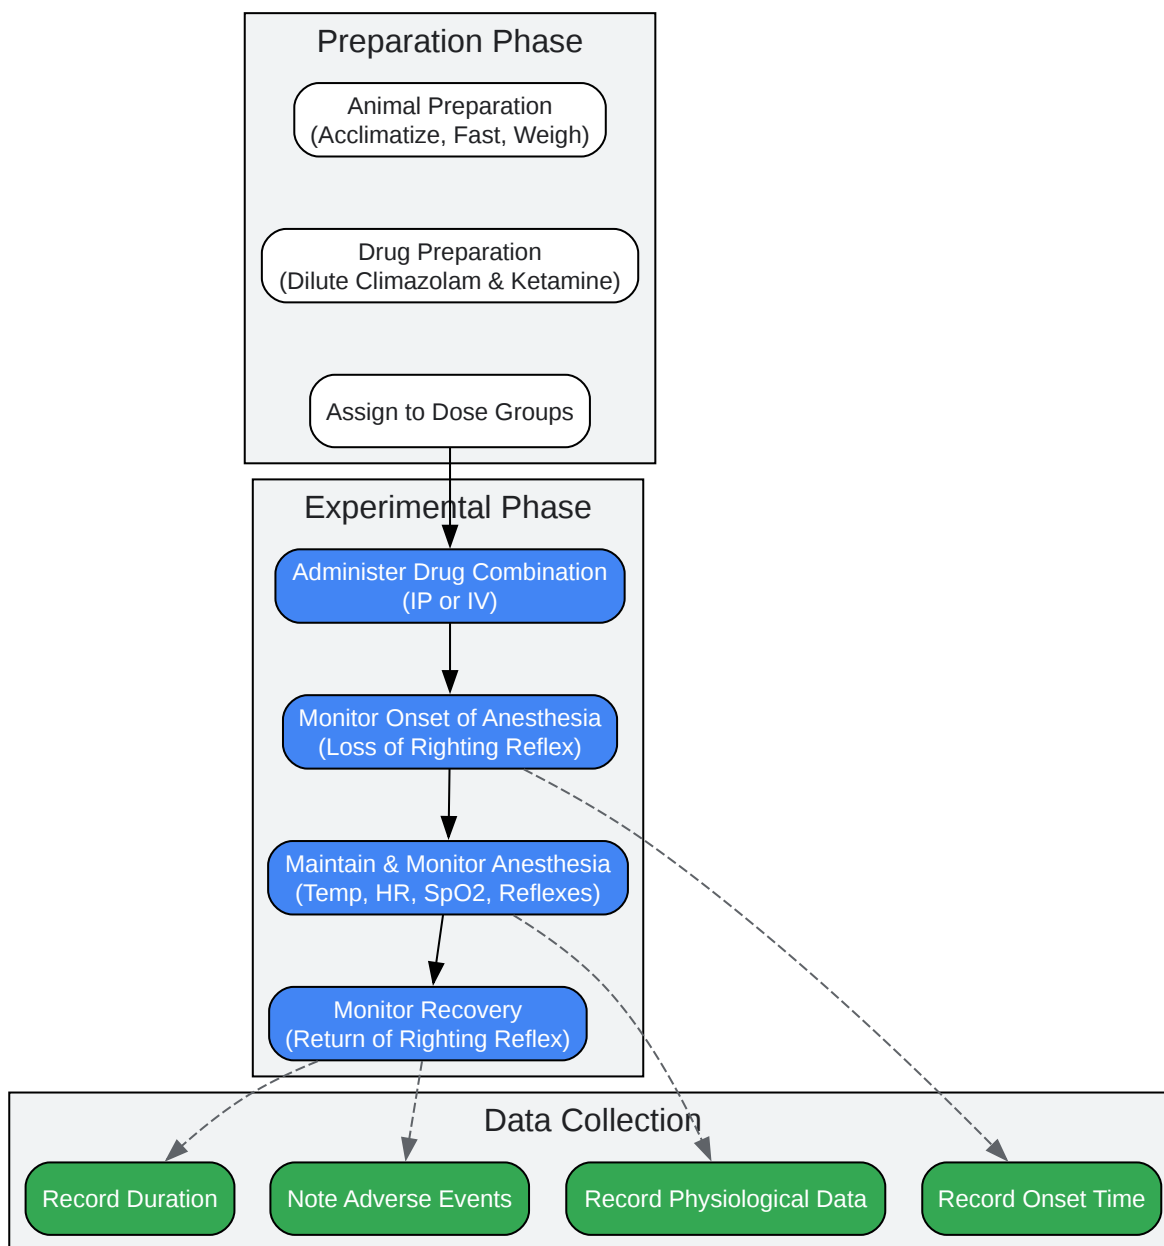 Preparation Phase
Animal Preparation
(Acclimatize, Fast, Weigh)
Drug Preparation
(Dilute Climazolam & Ketamine)
Assign to Dose Groups
Experimental Phase
Administer Drug Combination
(IP or IV)
Monitor Onset of Anesthesia
(Loss of Righting Reflex)
Maintain & Monitor Anesthesia
(Temp, HR, SpO2, Reflexes)
Monitor Recovery
(Return of Righting Reflex)
Data Collection
Record Duration
Note Adverse Events
Record Physiological Data
Record Onset Time